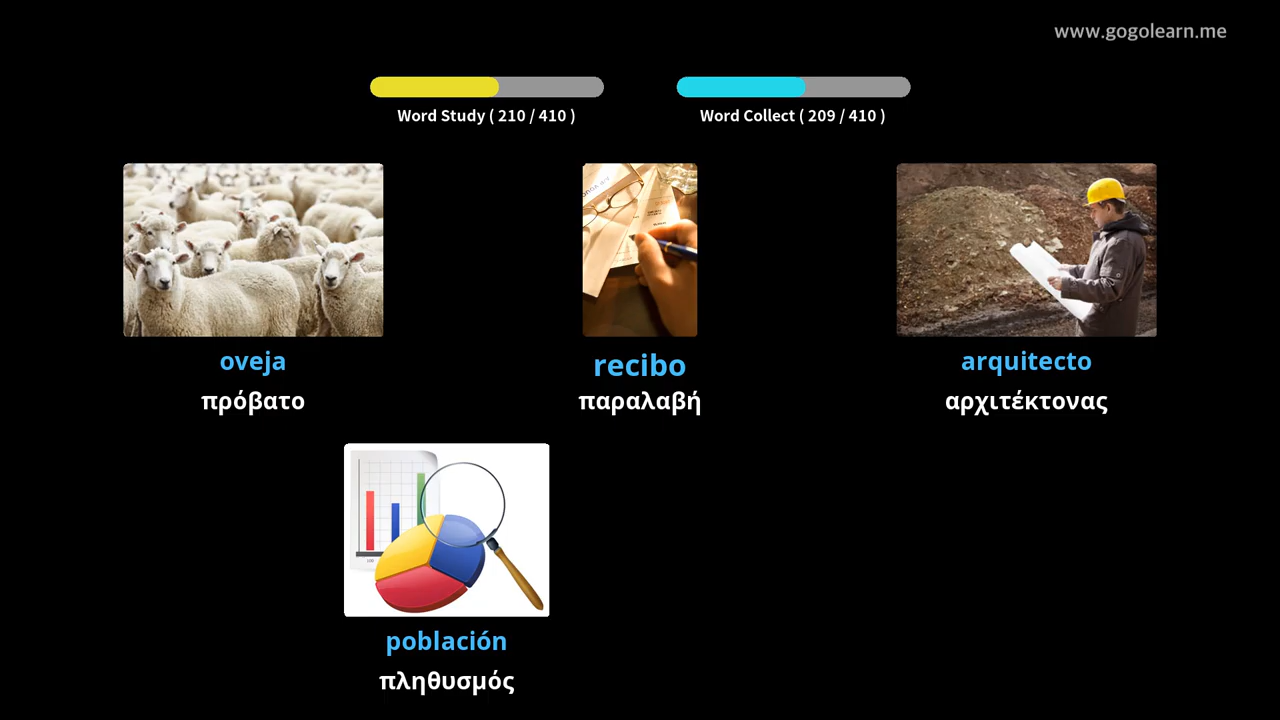 www.gogolearn.me
Word Study ( 210 / 410 )
Word Collect ( 209 / 410 )
oveja
recibo
arquitecto
πρόβατο
παραλαβή
αρχιτέκτονας
población
πληθυσμός